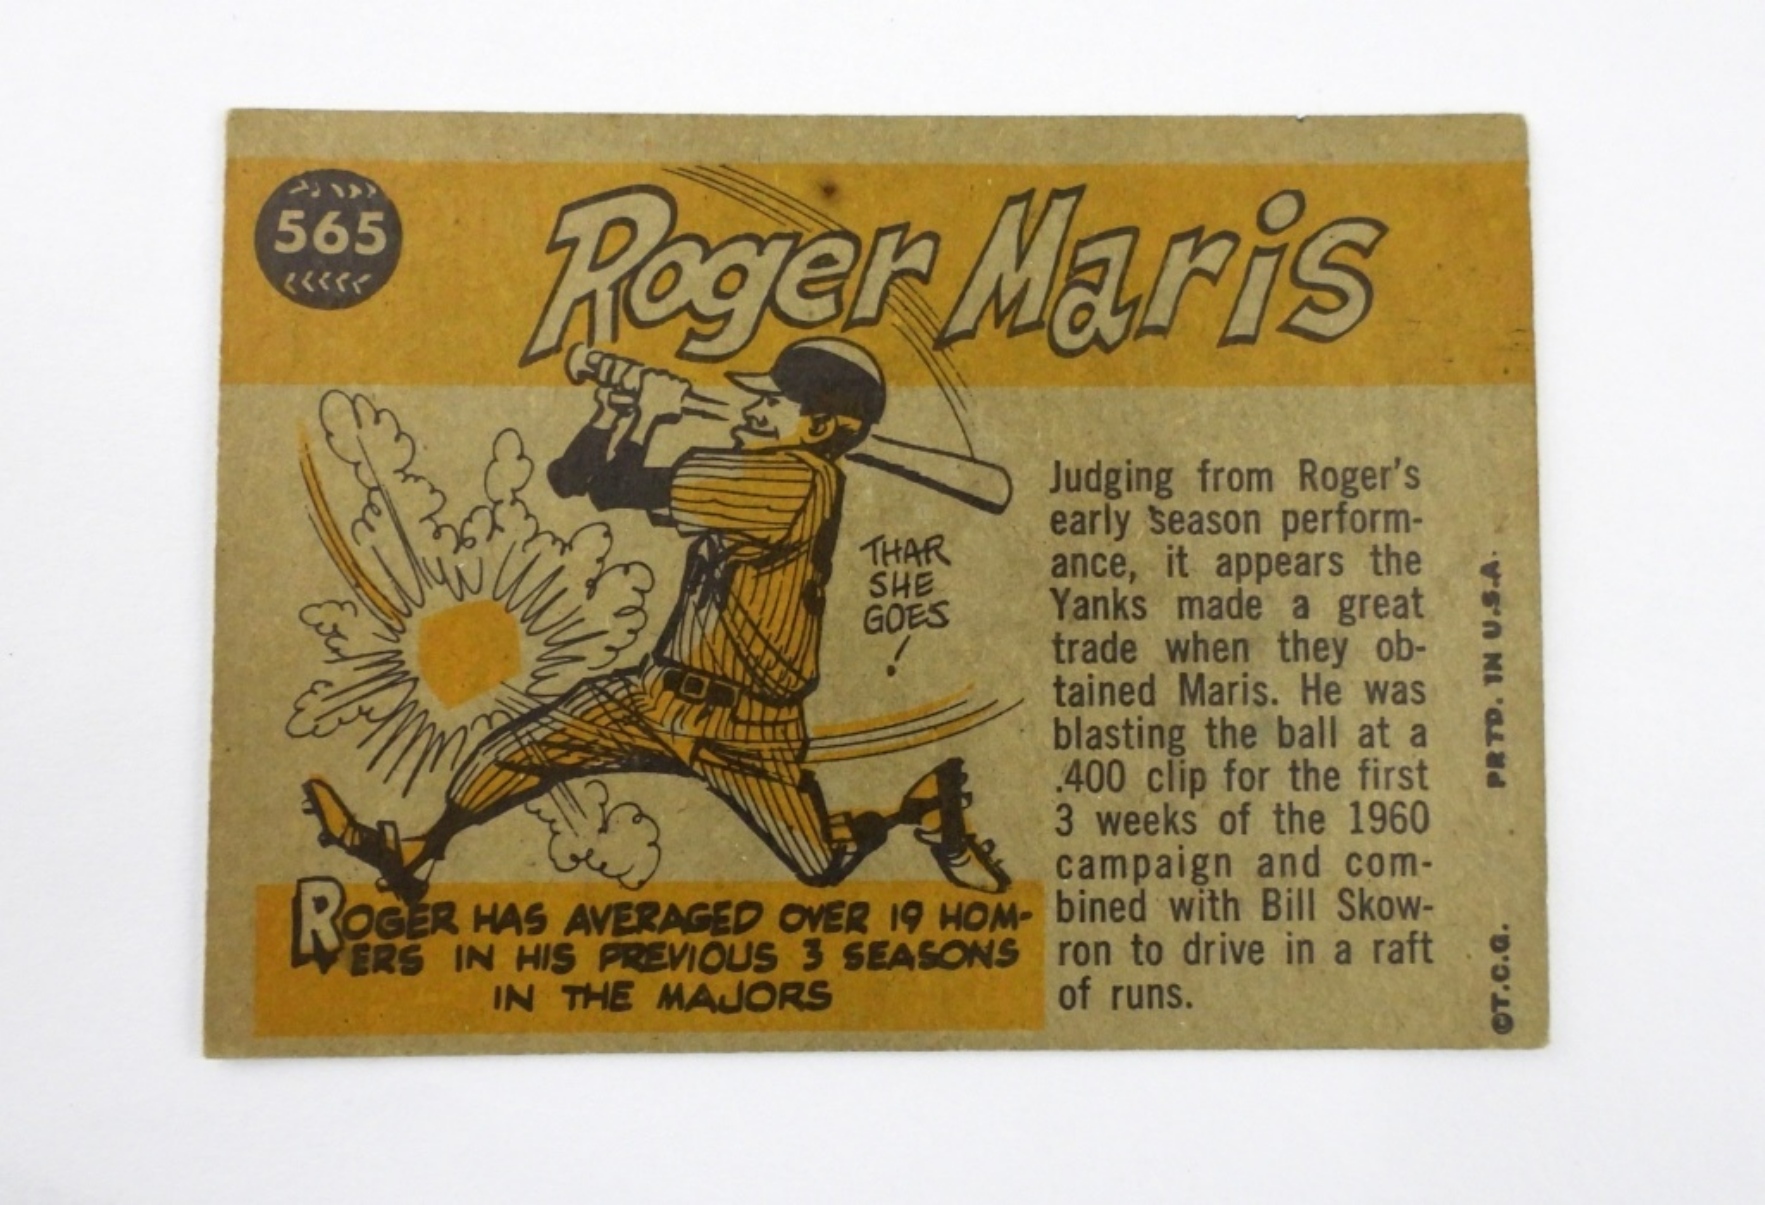 565
Roger Maris
THAR
SHE
GOES
!
ROGER HAS AVERAGED OVER 19 HOM-
ERS IN HIS PREVIOUS 3 SEASONS
IN THE MAJORS
Judging from Roger's
early season perform-
ance, it appears the
Yanks made a great
trade when they ob-
tained Maris. He was
blasting the ball at a
.400 clip for the first
3 weeks of the 1960
campaign and com-
bined with Bill Skow-
ron to drive in a raft
of runs.
©T.C.G. PRTD. IN U.S.A.